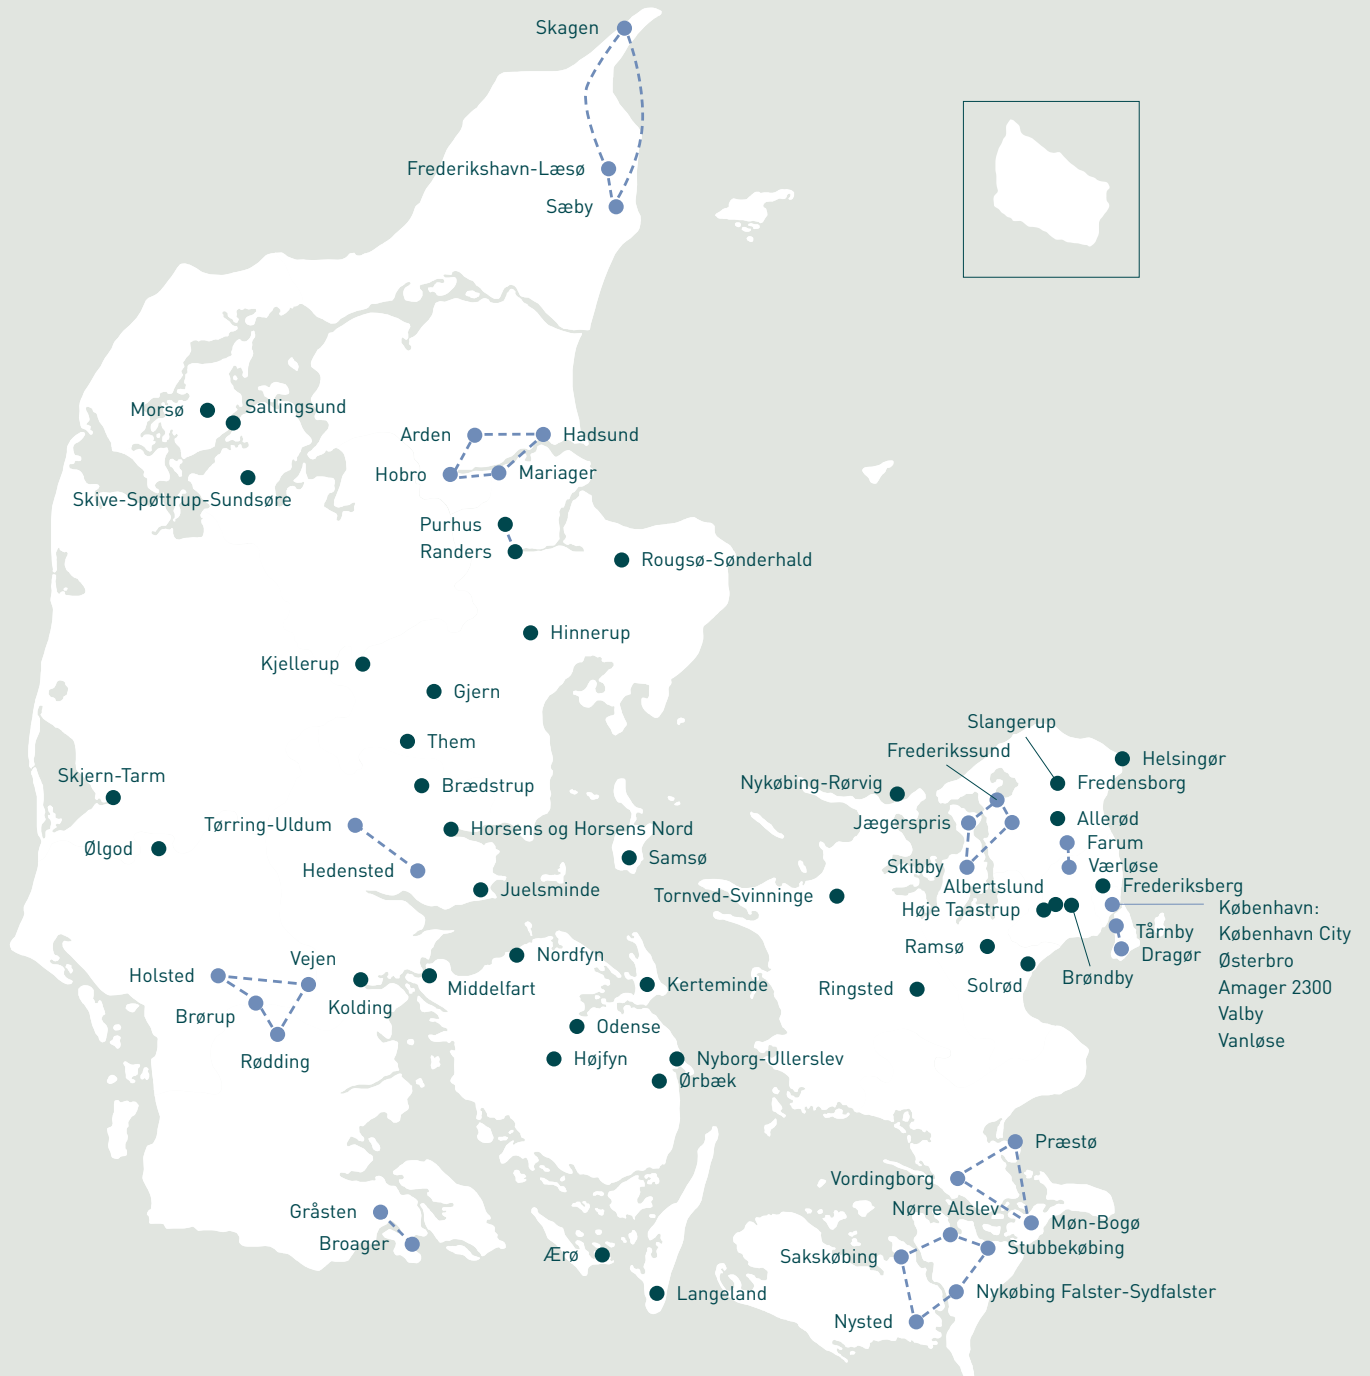 Skagen
Frederikshavn-Læsø
Sæby
Morsø
Sallingsund
Skive-Spøttrup-Sundsøre
Arden
Hadsund
Hobro
Mariager
Purhus
Randers
Rougsø-Sønderhald
Hinnerup
Kjellerup
Gjern
Them
Brædstrup
Skjern-Tarm
Ølgod
Tørring-Uldum
Horsens og Horsens Nord
Hedensted
Juelsminde
Samsø
Slangerup
Frederikssund
Helsingør
Nykøbing-Rørvig
Fredensborg
Jægerspris
Allerød
Farum
Skibby
Værløse
Albertslund
Frederiksberg
Tornved-Svinninge
Høje Taastrup
København:
København City
Østerbro
Amager 2300
Valby
Vanløse
Tårnby
Dragør
Ramsø
Solrød
Brøndby
Ringsted
Holsted
Vejen
Brørup
Rødding
Kolding
Middelfart
Nordfyn
Kerteminde
Odense
Højfyn
Nyborg-Ullerslev
Ørbæk
Præstø
Vordingborg
Nørre Alslev
Møn-Bogø
Stubbekøbing
Sakskøbing
Nykøbing Falster-Sydfalster
Nysted
Gråsten
Broager
Ærø
Langeland